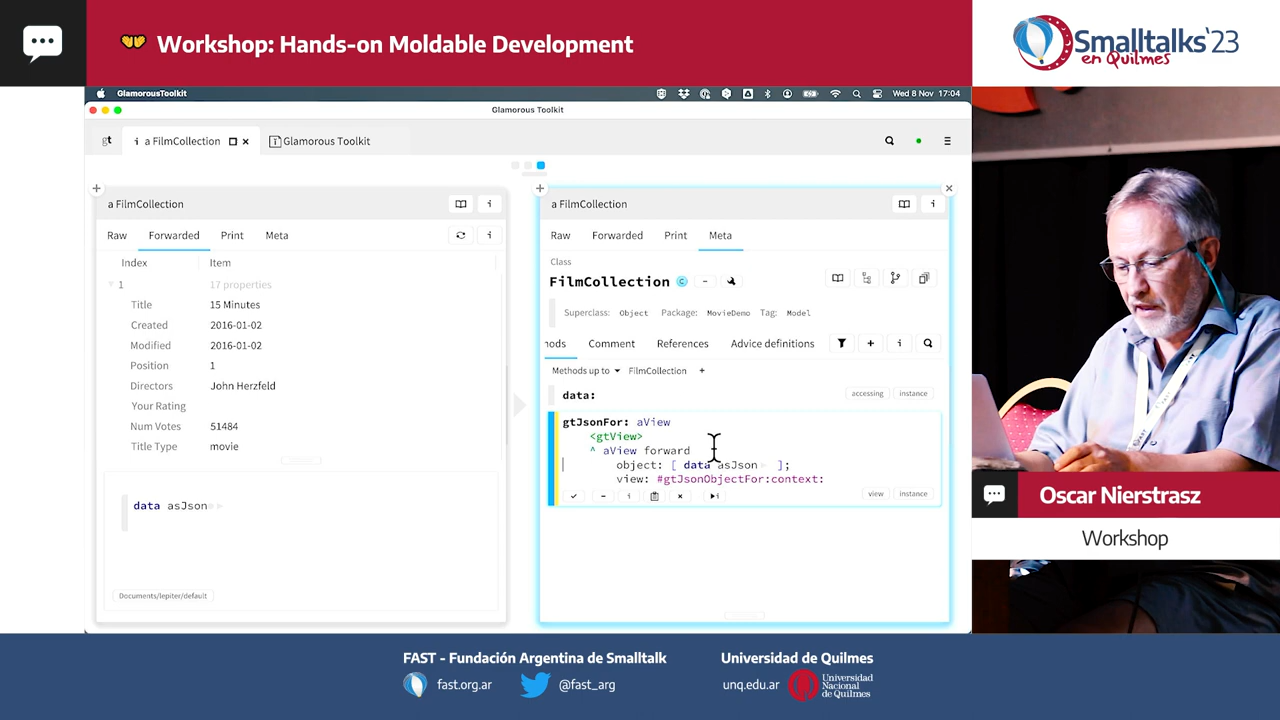 Workshop: Hands-on Moldable Development
Smalltalks'23
en Quilmes
GlamorousToolkit
Wed 8 Nov 17:04
Glamorous Toolkit
gt
i a FilmCollection
Glamorous Toolkit
a FilmCollection
i
Raw Forwarded Print Meta
i
Index Item
1 17 properties
Title 15 Minutes
Created 2016-01-02
Modified 2016-01-02
Position 1
Directors John Herzfeld
Your Rating
Num Votes 51484
Title Type movie
data asJson
Documents/lepiter/default
a FilmCollection
i
Raw Forwarded Print Meta
Class
FilmCollection
Superclass: Object Package: MovieDemo Tag: Model
nods Comment References Advice definitions
i
Methods up to FilmCollection +
data:
accessing instance
gtJsonFor: aView
<gtView>
^ aView forward
object: [ data asJson ];
view: #gtJsonObjectFor:context:
i
view instance
Oscar Nierstrasz
Workshop
FAST - Fundación Argentina de Smalltalk
fast.org.ar
@fast_arg
Universidad de Quilmes
unq.edu.ar
Universidad
Nacional
de Quilmes